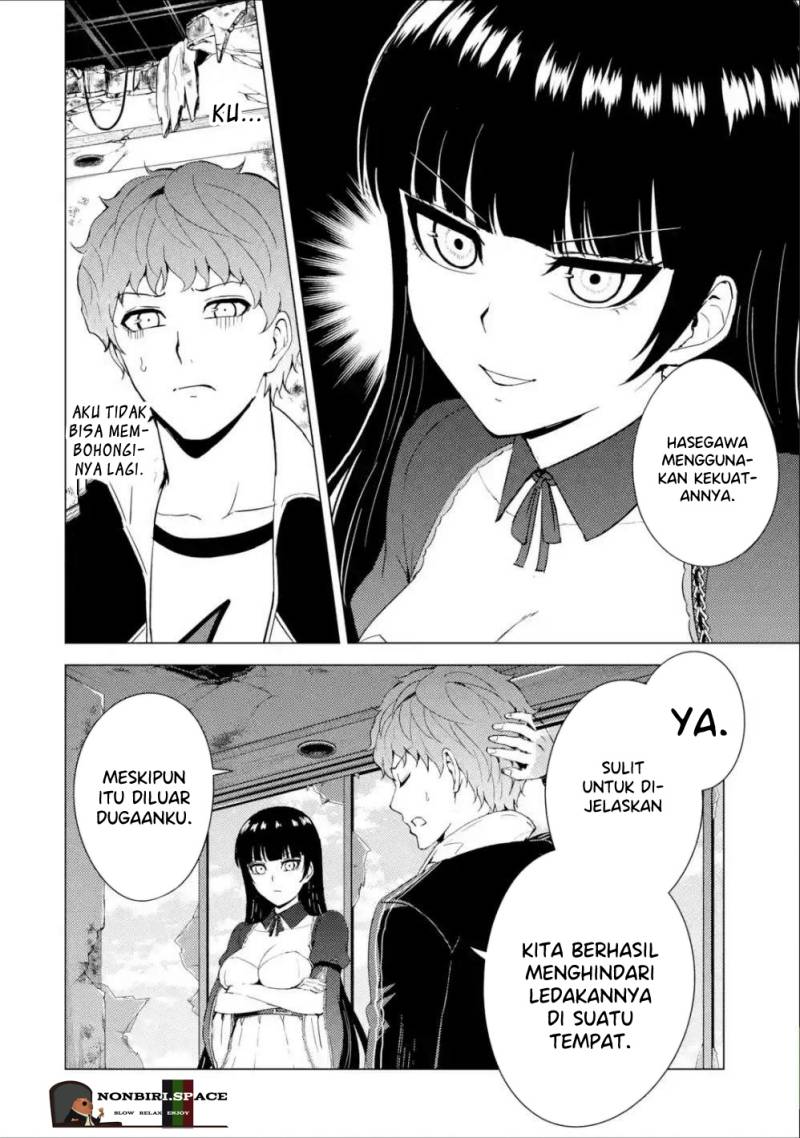 HASEGAWA
MENGGUNA-
KAN KEKUAT-
ANNYA.
KU...
AKU TIDAK
BISA MEM-
BOHONGI-
NYA LAGI.
YA.
SULIT
UNTUK DI-
JELASKAN
KITA BERHASIL
MENGHINDARI
LEDAKANNYA
DI SUATU
TEMPAT.
MESKIPUN
ITU DILUAR
DUGAANKU.
NONBIRI.SPACE
SLOW RELAX ENJOY